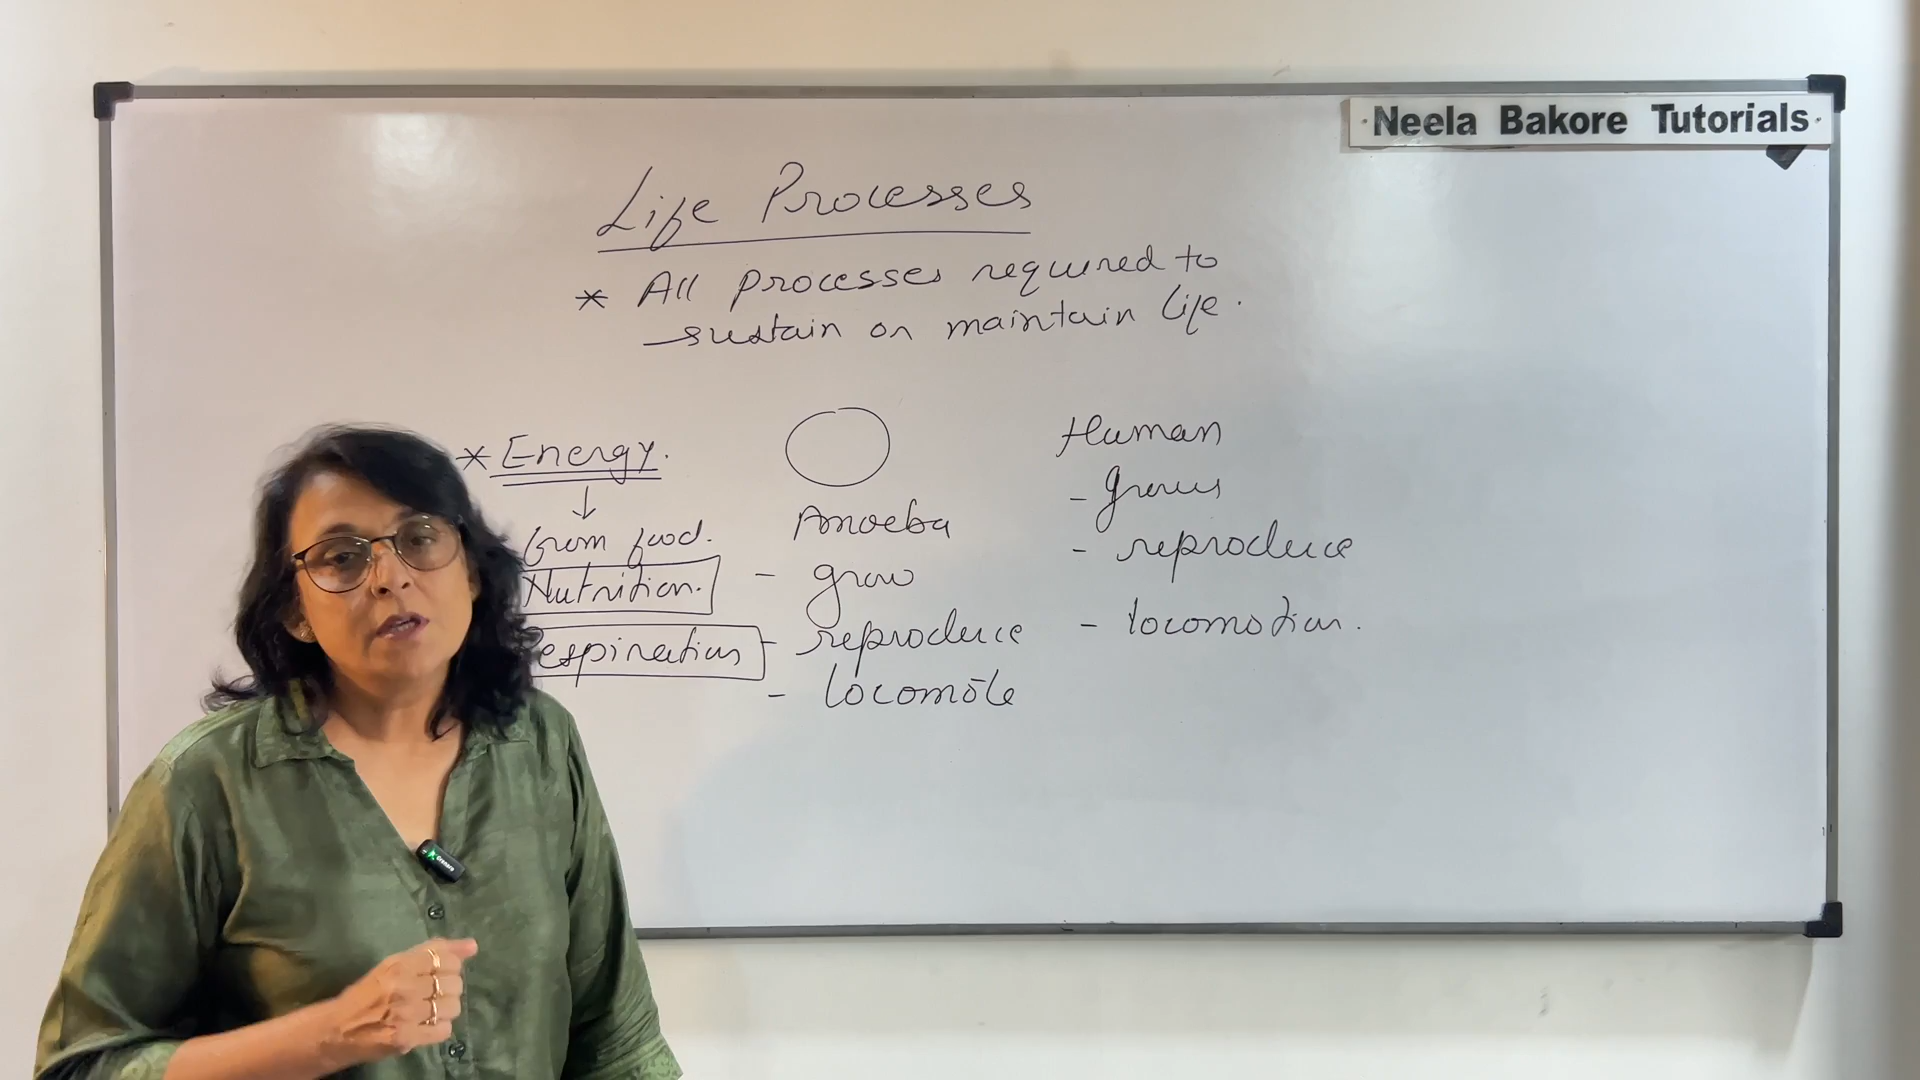 Neela Bakore Tutorials
Life Processes
* All processes required to
sustain or maintain life.
* Energy.
↓
from food.
Nutrition.
espiration
Amoeba
- grow
- reproduce
- locomote
Human
- grows
- reproduce
- locomotion.